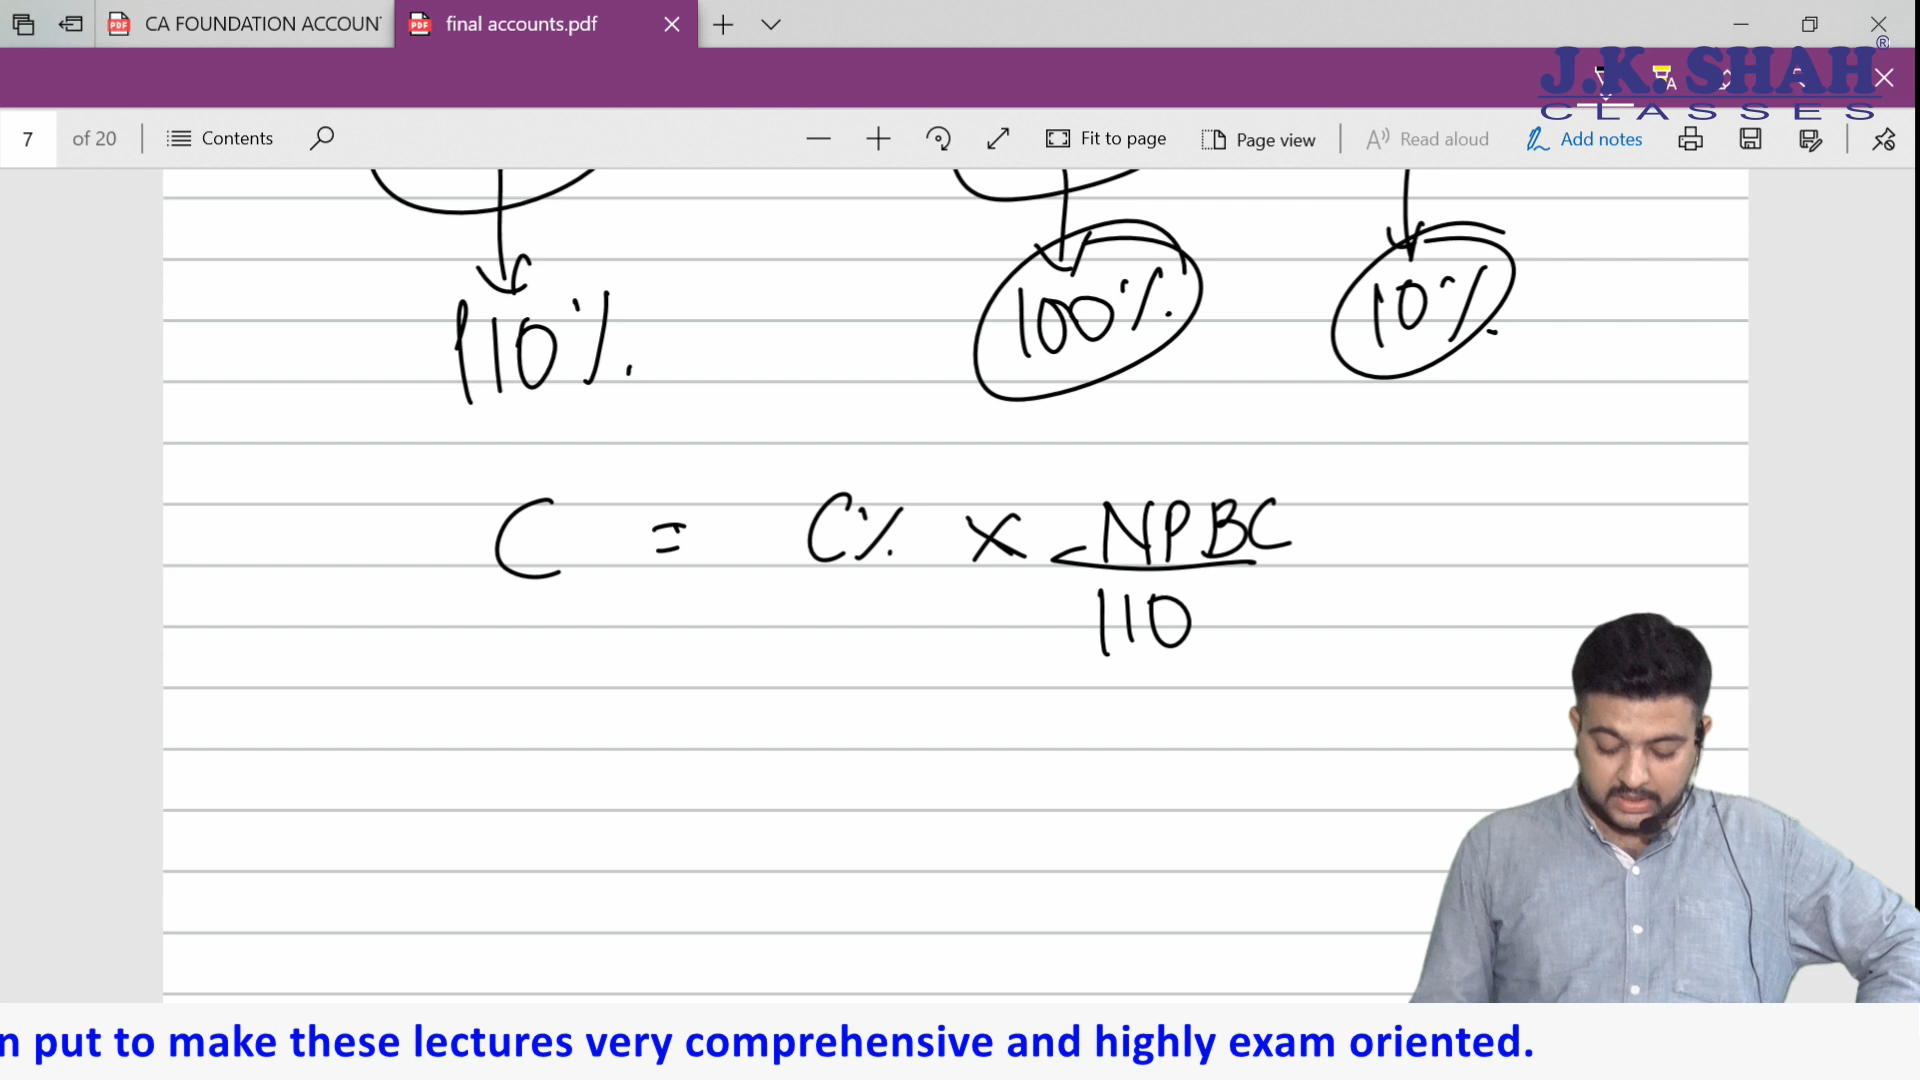 CA FOUNDATION ACCOUN
final accounts.pdf
J.K. SHAH®
CLASSES
7 of 20 Contents Fit to page Page view Read aloud Add notes
110%. 100%. 10%.
C = C% × NPBC
110
n put to make these lectures very comprehensive and highly exam oriented.